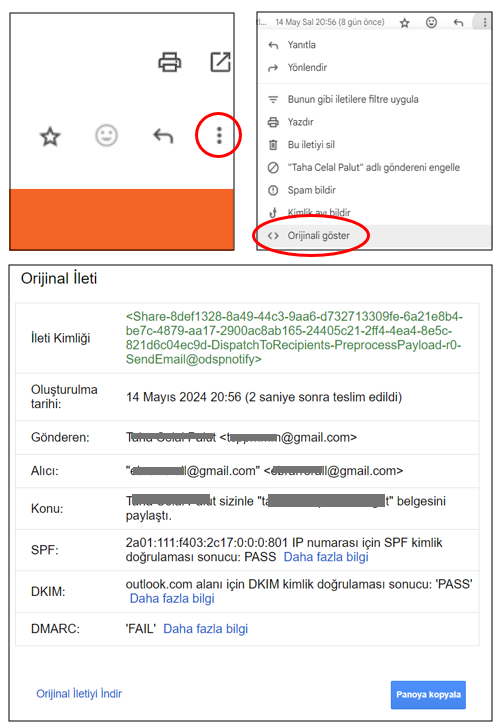 14 May Sal 20:56 (8 gün önce)
Yanıtla
Yönlendir
Bunun gibi iletilere filtre uygula
Yazdır
Bu iletiyi sil
"Taha Celal Palut" adlı göndereni engelle
Spam bildir
Kimlik avı bildir
Orijinali göster
Orijinal İleti
İleti Kimliği
<Share-8def1328-8a49-44c3-9aa6-d732713309fe-6a21e8b4-
be7c-4879-aa17-2900ac8ab165-24405c21-2ff4-4ea4-8e5c-
821d6c04ec9d-DispatchToRecipients-PreprocessPayload-r0-
SendEmail@odspnotify>
Oluşturulma
tarihi:
14 Mayıs 2024 20:56 (2 saniye sonra teslim edildi)
Gönderen:
@gmail.com>
Alıcı:
@gmail.com" < @gmail.com>
Konu:
sizinle " " belgesini
paylaştı.
SPF:
2a01:111:f403:2c17:0:0:0:801 IP numarası için SPF kimlik
doğrulaması sonucu: PASS Daha fazla bilgi
DKIM:
outlook.com alanı için DKIM kimlik doğrulaması sonucu: 'PASS'
Daha fazla bilgi
DMARC:
'FAIL' Daha fazla bilgi
Orijinal İletiyi İndir
Panoya kopyala